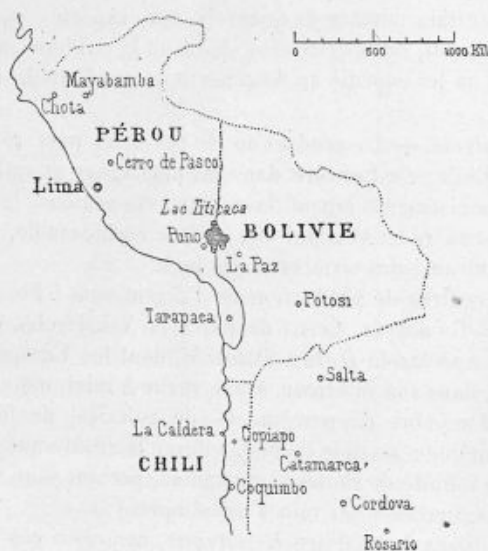 0 500 1000 Kil
Mayabamba
Chota
PÉROU
Cerro de Pasco
Lima
Lac Titicaca
BOLIVIE
Puno
La Paz
Tarapaca
Potosi
Salta
La Caldera
Copiapo
Catamarca
CHILI
Coquimbo
Cordova
Rosario